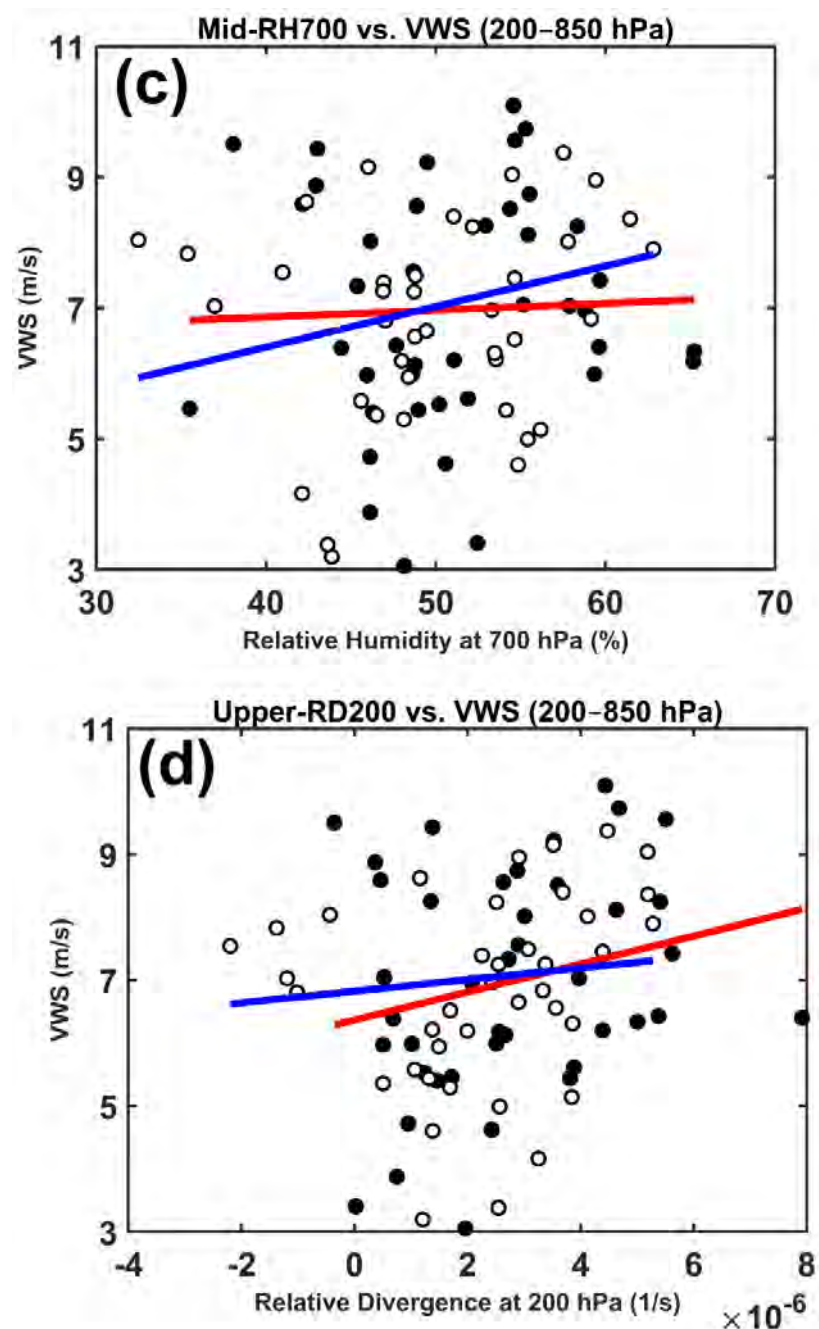 Mid-RH700 vs. VWS (200–850 hPa)
(c)
11
9
7
5
3
VWS (m/s)
30 40 50 60 70
Relative Humidity at 700 hPa (%)
Upper-RD200 vs. VWS (200–850 hPa)
(d)
11
9
7
5
3
VWS (m/s)
-4 -2 0 2 4 6 8
Relative Divergence at 200 hPa (1/s)
×10⁻⁶